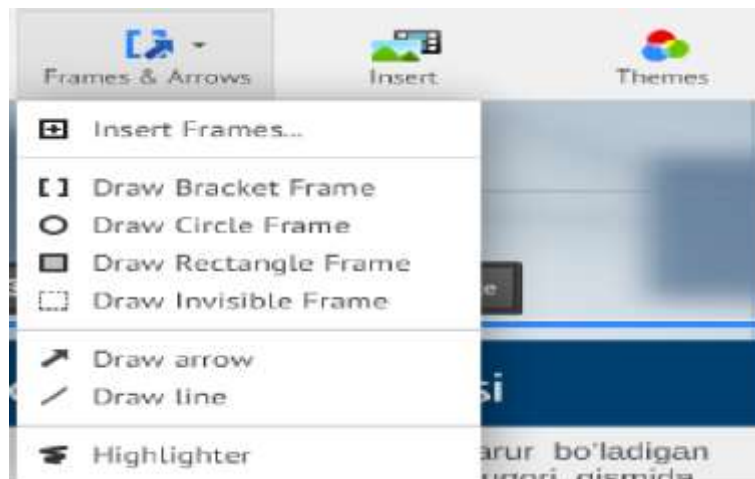 Frames & Arrows Insert Themes
Insert Frames...
Draw Bracket Frame
Draw Circle Frame
Draw Rectangle Frame
Draw Invisible Frame
Draw arrow
Draw line
Highlighter
bo'ladigan